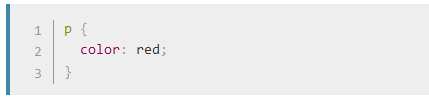 1 p {
2   color: red;
3 }